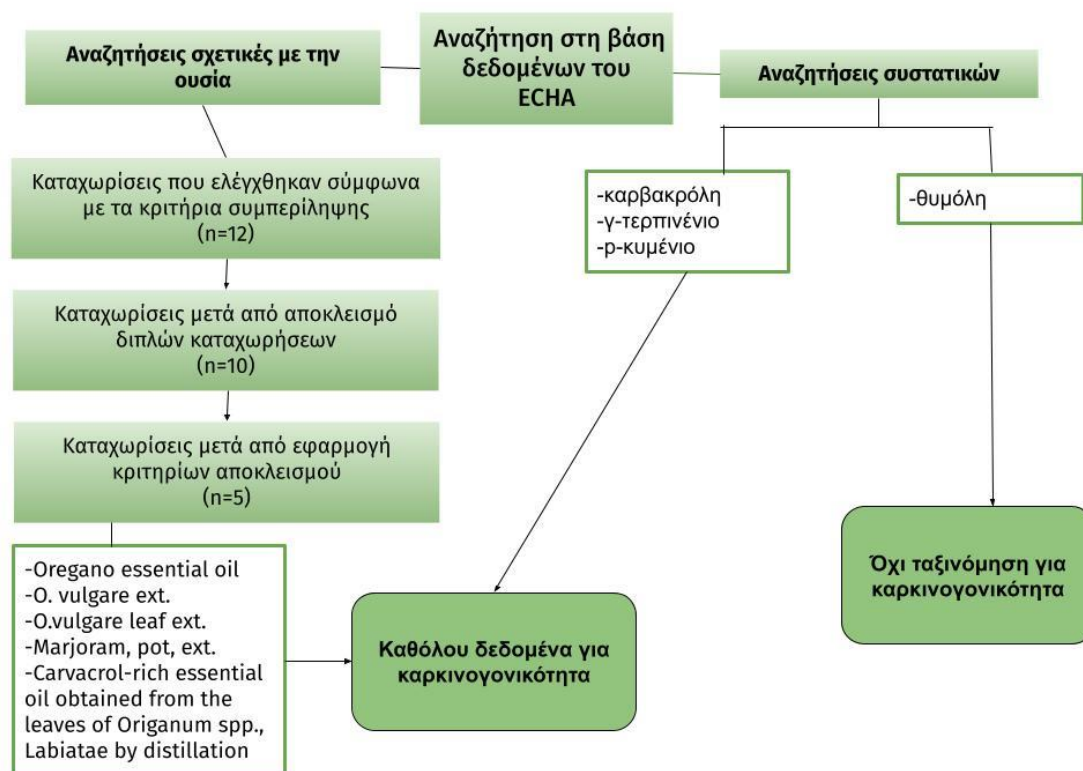 Αναζήτηση στη βάση
δεδομένων του
ECHA
Αναζητήσεις σχετικές με την
ουσία
Αναζητήσεις συστατικών
Καταχωρίσεις που ελέγχθηκαν σύμφωνα
με τα κριτήρια συμπερίληψης
(n=12)
Καταχωρίσεις μετά από αποκλεισμό
διπλών καταχωρήσεων
(n=10)
Καταχωρίσεις μετά από εφαρμογή
κριτηρίων αποκλεισμού
(n=5)
-Oregano essential oil
-O. vulgare ext.
-O.vulgare leaf ext.
-Marjoram, pot, ext.
-Carvacrol-rich essential
oil obtained from the
leaves of Origanum spp.,
Labiatae by distillation
-καρβακρόλη
-γ-τερπινένιο
-p-κυμένιο
-θυμόλη
Καθόλου δεδομένα για
καρκινογονικότητα
Όχι ταξινόμηση για
καρκινογονικότητα